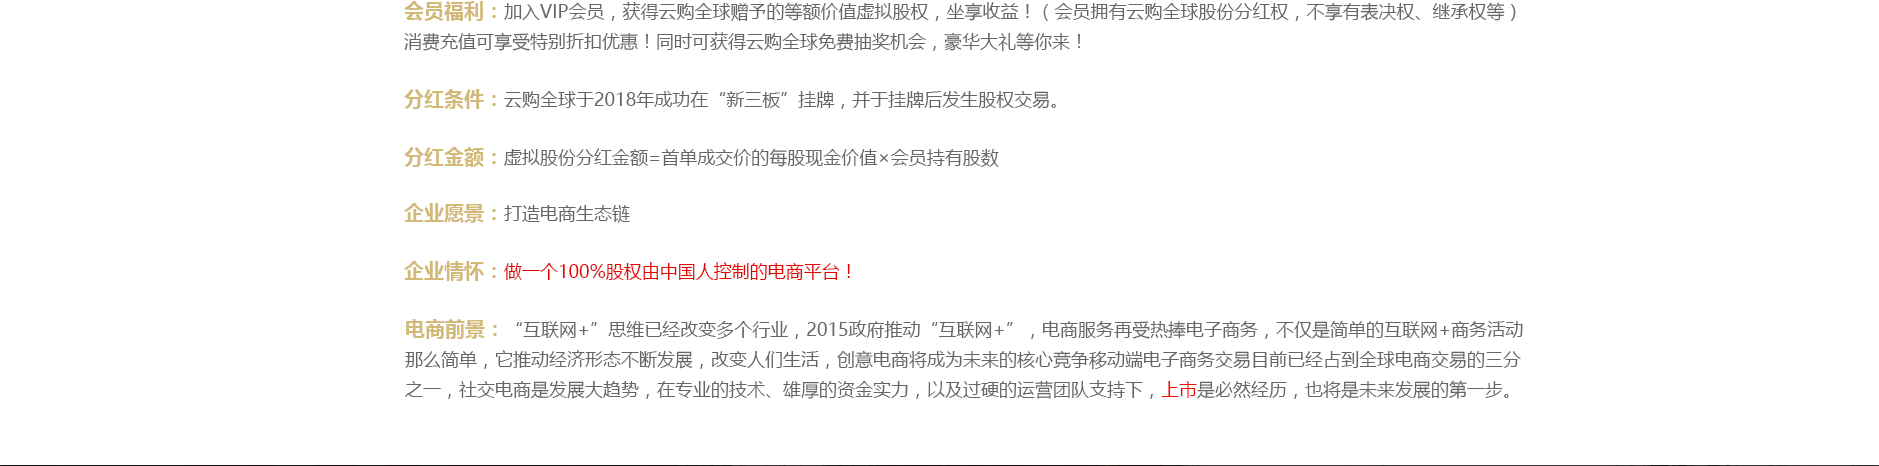 会员福利：加入VIP会员，获得云购全球赠予的等额价值虚拟股权，坐享收益！（会员拥有云购全球股份分红权，不享有表决权、继承权等）
消费充值可享受特别折扣优惠！同时可获得云购全球免费抽奖机会，豪华大礼等你来！
分红条件：云购全球于2018年成功在“新三板”挂牌，并于挂牌后发生股权交易。
分红金额：虚拟股份分红金额=首单成交价的每股现金价值×会员持有股数
企业愿景：打造电商生态链
企业情怀：做一个100%股权由中国人控制的电商平台！
电商前景：“互联网+”思维已经改变多个行业，2015政府推动“互联网+”，电商服务再受热捧电子商务，不仅是简单的互联网+商务活动
那么简单，它推动经济形态不断发展，改变人们生活，创意电商将成为未来的核心竞争移动端电子商务交易目前已经占到全球电商交易的三分
之一，社交电商是发展大趋势，在专业的技术、雄厚的资金实力，以及过硬的运营团队支持下，上市是必然经历，也将是未来发展的第一步。